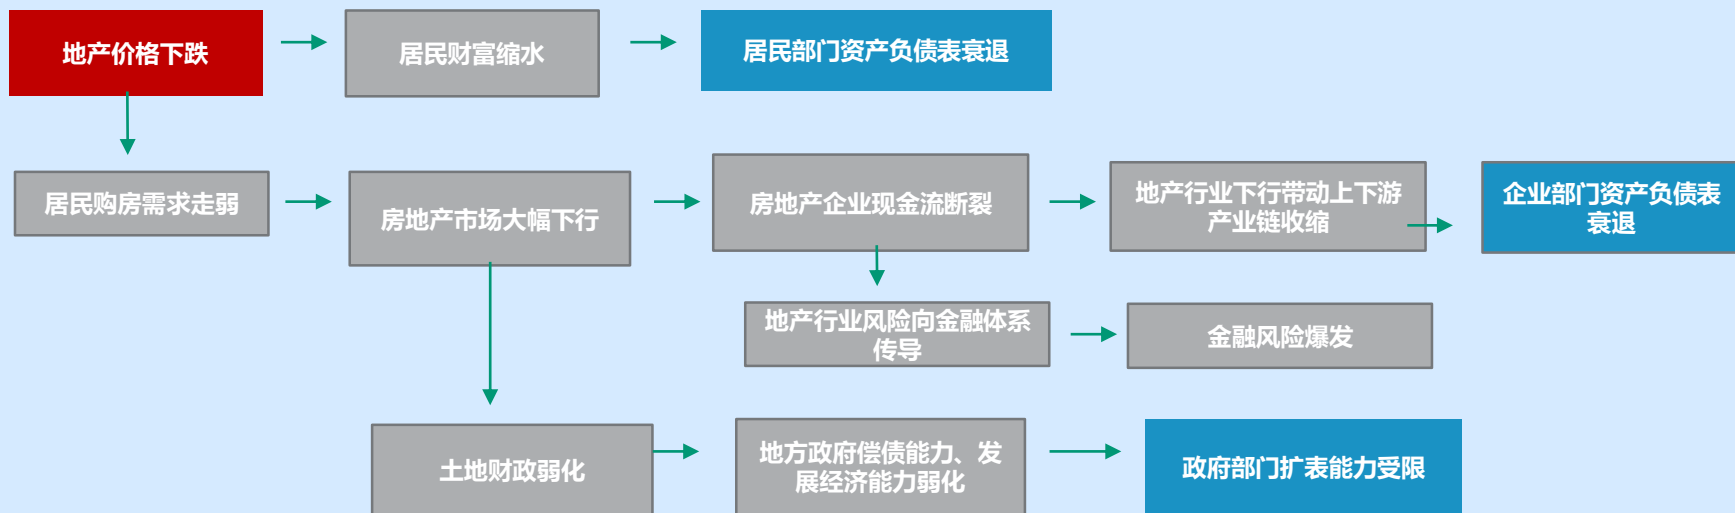 地产价格下跌
居民财富缩水
居民部门资产负债表衰退
居民购房需求走弱
房地产市场大幅下行
房地产企业现金流断裂
地产行业下行带动上下游
产业链收缩
企业部门资产负债表
衰退
地产行业风险向金融体系
传导
金融风险爆发
土地财政弱化
地方政府偿债能力、发
展经济能力弱化
政府部门扩表能力受限